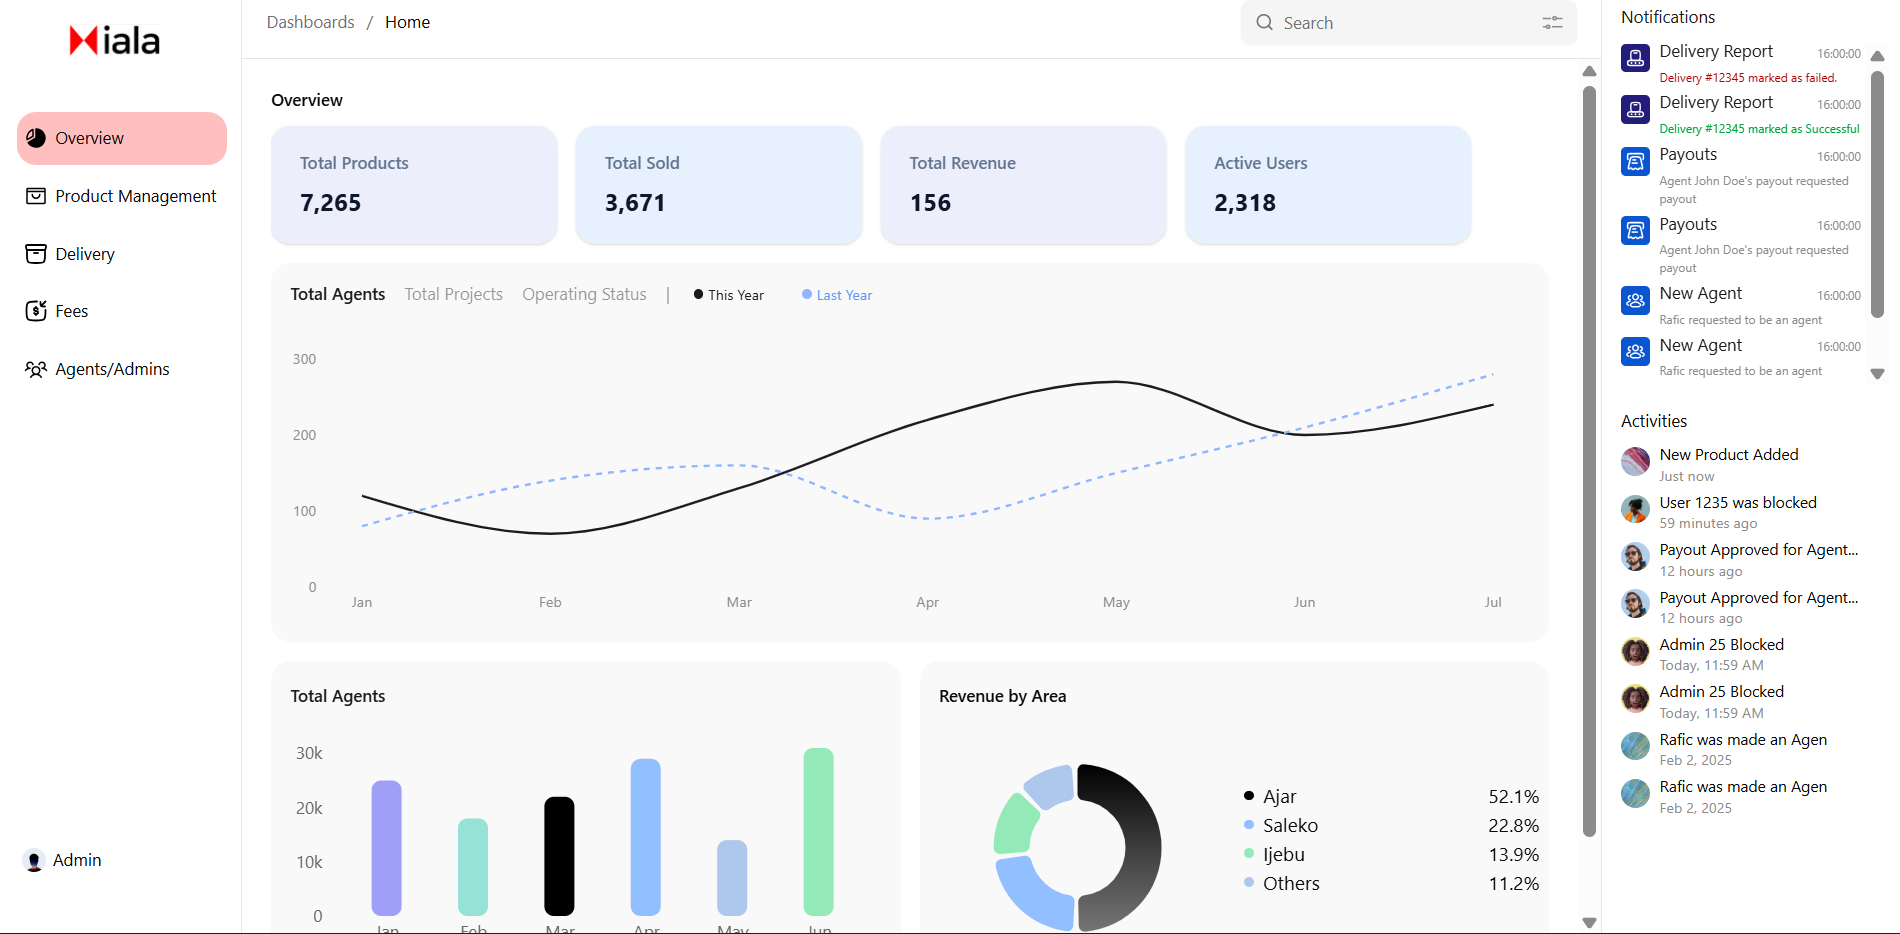 iala
Overview
Product Management
Delivery
Fees
Agents/Admins
Admin
Dashboards / Home
Search
Overview
Total Products
7,265
Total Sold
3,671
Total Revenue
156
Active Users
2,318
Total Agents Total Projects Operating Status | This Year Last Year
300
200
100
0
Jan Feb Mar Apr May Jun Jul
Total Agents
30k
20k
10k
0
Jan Feb Mar Apr May Jun
Revenue by Area
Ajar 52.1%
Saleko 22.8%
Ijebu 13.9%
Others 11.2%
Notifications
Delivery Report 16:00:00
Delivery #12345 marked as failed.
Delivery Report 16:00:00
Delivery #12345 marked as Successful
Payouts 16:00:00
Agent John Doe's payout requested
payout
Payouts 16:00:00
Agent John Doe's payout requested
payout
New Agent 16:00:00
Rafic requested to be an agent
New Agent 16:00:00
Rafic requested to be an agent
Activities
New Product Added
Just now
User 1235 was blocked
59 minutes ago
Payout Approved for Agent...
12 hours ago
Payout Approved for Agent...
12 hours ago
Admin 25 Blocked
Today, 11:59 AM
Admin 25 Blocked
Today, 11:59 AM
Rafic was made an Agen
Feb 2, 2025
Rafic was made an Agen
Feb 2, 2025